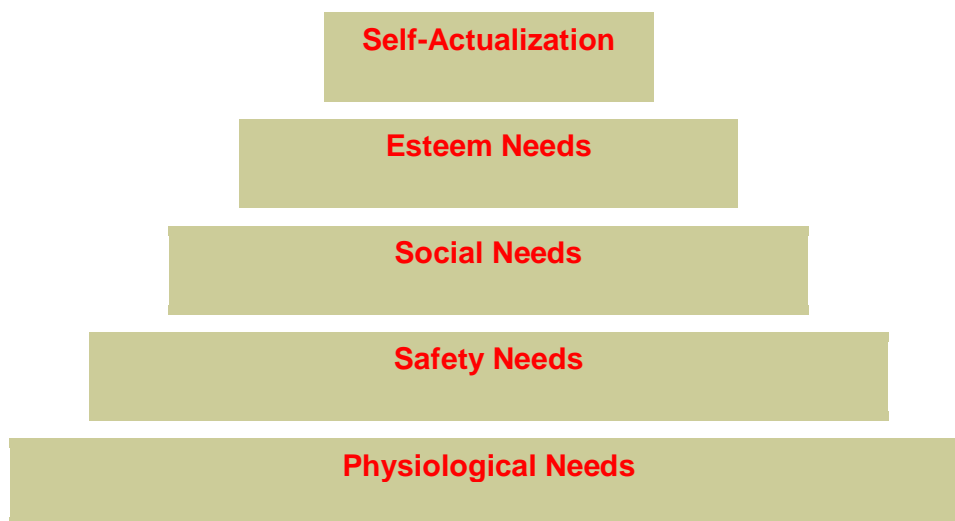 Self-Actualization
Esteem Needs
Social Needs
Safety Needs
Physiological Needs